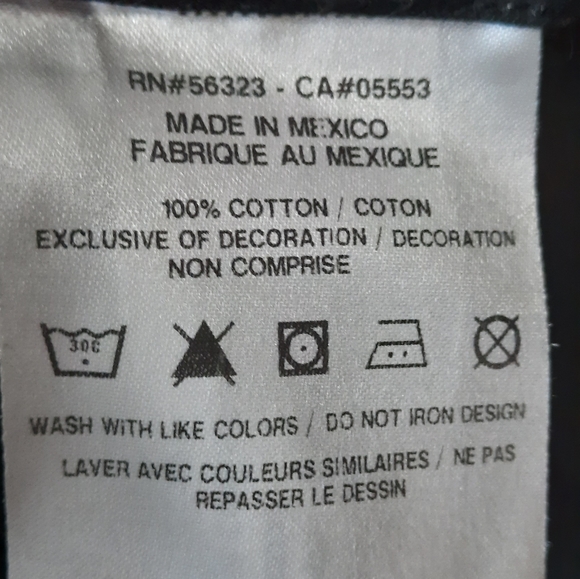 RN#56323 - CA#05553
MADE IN MEXICO
FABRIQUE AU MEXIQUE
100% COTTON / COTON
EXCLUSIVE OF DECORATION / DECORATION
NON COMPRISE
30C
WASH WITH LIKE COLORS / DO NOT IRON DESIGN
LAVER AVEC COULEURS SIMILAIRES / NE PAS
REPASSER LE DESSIN